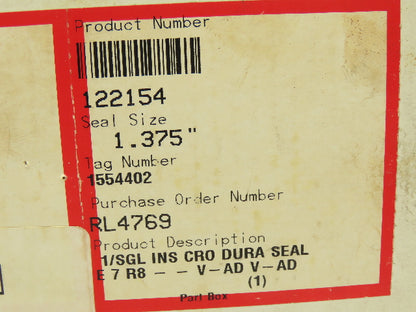 Product Number
122154
Seal Size
1.375"
Tag Number
1554402
Purchase Order Number
RL4769
Product Description
1/SGL INS CRO DURA SEAL
E 7 R8 - - V-AD V-AD
(1)
Part Box